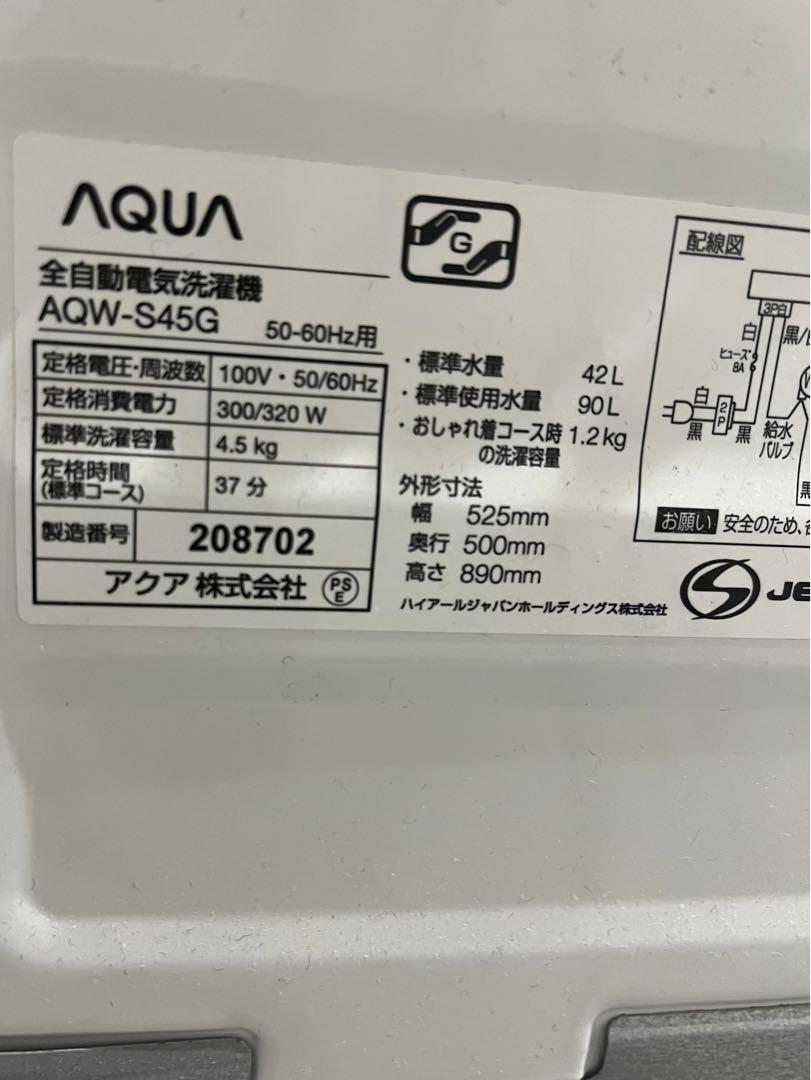 AQUA
G
全自動電気洗濯機
AQW-S45G 50-60Hz用
定格電圧・周波数 100V・50/60Hz
定格消費電力 300/320 W
標準洗濯容量 4.5 kg
定格時間
(標準コース) 37 分
製造番号 208702
アクア 株式会社 PS
E
・標準水量 42L
・標準使用水量 90L
・おしゃれ着コース時 1.2kg
の洗濯容量
外形寸法
幅 525mm
奥行 500mm
高さ 890mm
ハイアールジャパンホールディングス株式会社
配線図
3P白
白
黒/
ヒューズ
8A
白
2P
黒
黒
給水
バルブ
黒
お願い 安全のため、
S JE